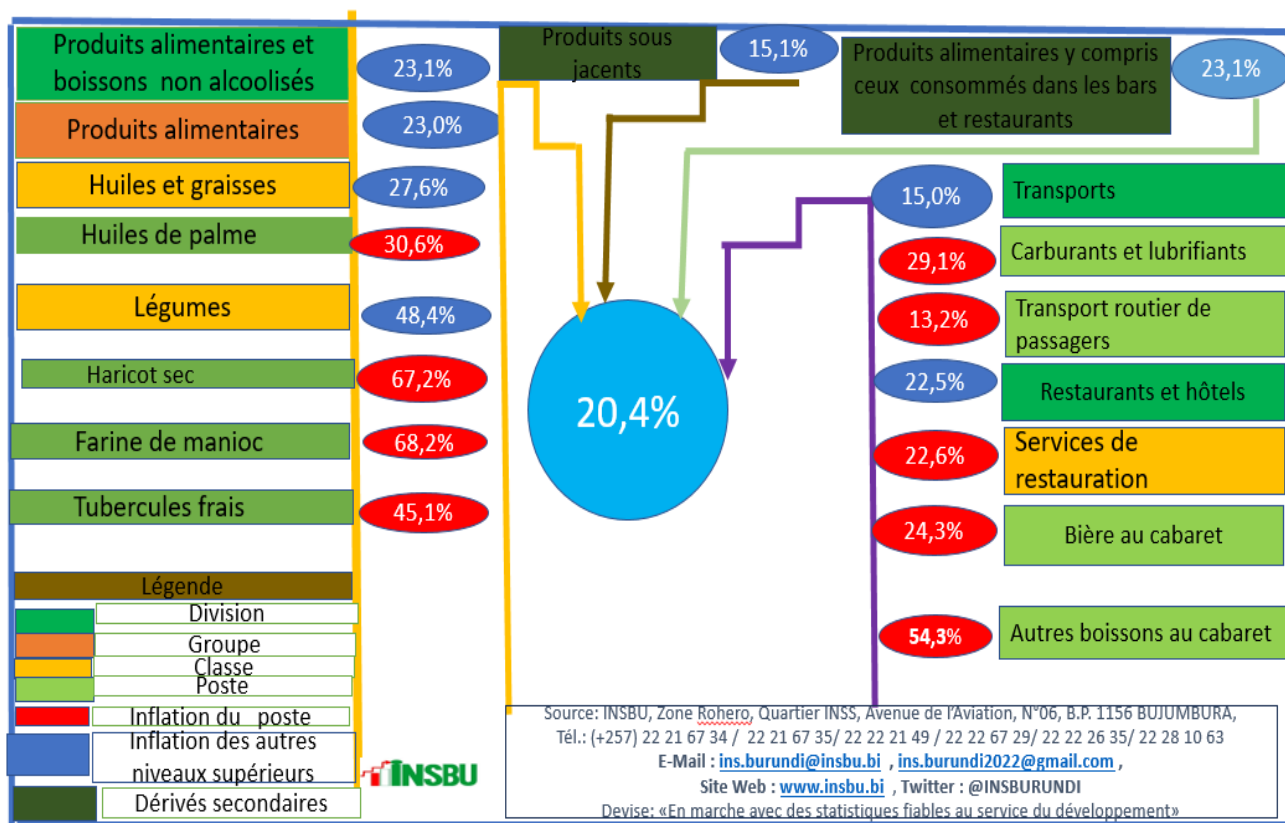 Produits alimentaires et
boissons non alcoolisés
23,1%
Produits alimentaires
23,0%
Huiles et graisses
27,6%
Huiles de palme
30,6%
Légumes
48,4%
Haricot sec
67,2%
Farine de manioc
68,2%
Tubercules frais
45,1%
Produits sous
jacents
15,1%
Produits alimentaires y compris
ceux consommés dans les bars
et restaurants
23,1%
20,4%
15,0%
Transports
29,1%
Carburants et lubrifiants
13,2%
Transport routier de
passagers
22,5%
Restaurants et hôtels
22,6%
Services de
restauration
24,3%
Bière au cabaret
54,3%
Autres boissons au cabaret
Légende
Division
Groupe
Classe
Poste
Inflation du poste
Inflation des autres
niveaux supérieurs
Dérivés secondaires
INSBU
Source: INSBU, Zone Rohero, Quartier INSS, Avenue de l'Aviation, N°06, B.P. 1156 BUJUMBURA,
Tél.: (+257) 22 21 67 34 / 22 21 67 35/ 22 22 21 49 / 22 22 67 29/ 22 22 26 35/ 22 28 10 63
E-Mail : ins.burundi@insbu.bi , ins.burundi2022@gmail.com ,
Site Web : www.insbu.bi , Twitter : @INSBURUNDI
Devise: «En marche avec des statistiques fiables au service du développement»